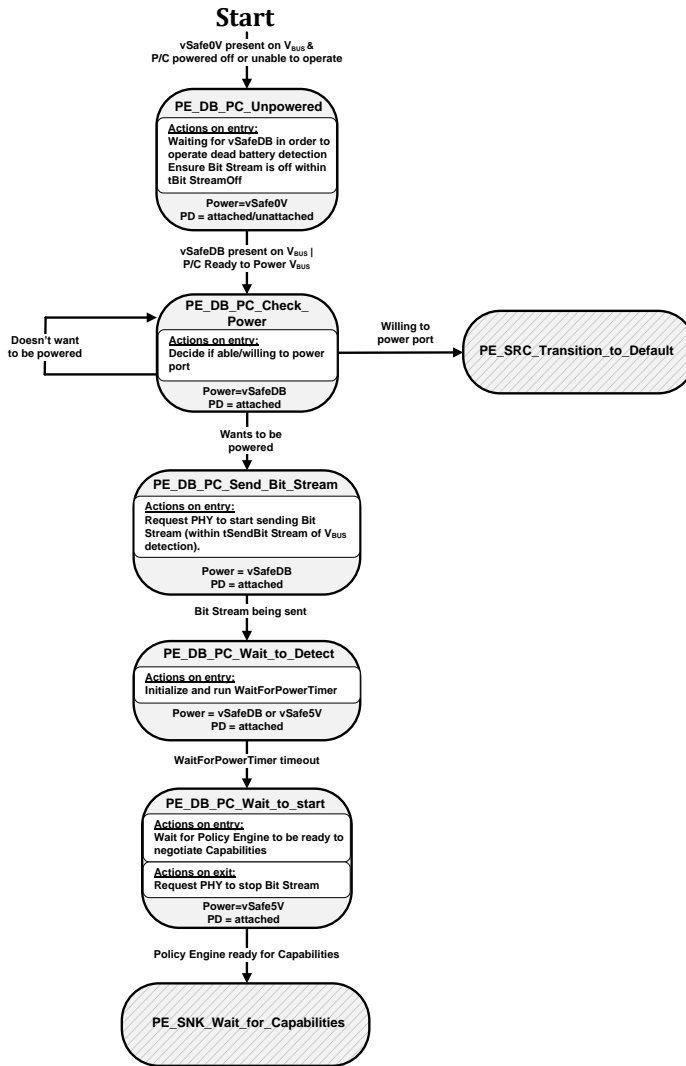 Start
vSafe0V present on VBUS &
P/C powered off or unable to operate
PE_DB_PC_Unpowered
Actions on entry:
Waiting for vSafeDB in order to
operate dead battery detection
Ensure Bit Stream is off within
tBit StreamOff
Power=vSafe0V
PD = attached/unattached
vSafeDB present on VBUS |
P/C Ready to Power VBUS
PE_DB_PC_Check_
Power
Actions on entry:
Decide if able/willing to power
port
Power=vSafeDB
PD = attached
Doesn't want
to be powered
Willing to
power port
PE_SRC_Transition_to_Default
Wants to be
powered
PE_DB_PC_Send_Bit_Stream
Actions on entry:
Request PHY to start sending Bit
Stream (within tSendBit Stream of VBUS
detection).
Power = vSafeDB
PD = attached
Bit Stream being sent
PE_DB_PC_Wait_to_Detect
Actions on entry:
Initialize and run WaitForPowerTimer
Power = vSafeDB or vSafe5V
PD = attached
WaitForPowerTimer timeout
PE_DB_PC_Wait_to_start
Actions on entry:
Wait for Policy Engine to be ready to
negotiate Capabilities
Actions on exit:
Request PHY to stop Bit Stream
Power=vSafe5V
PD = attached
Policy Engine ready for Capabilities
PE_SNK_Wait_for_Capabilities